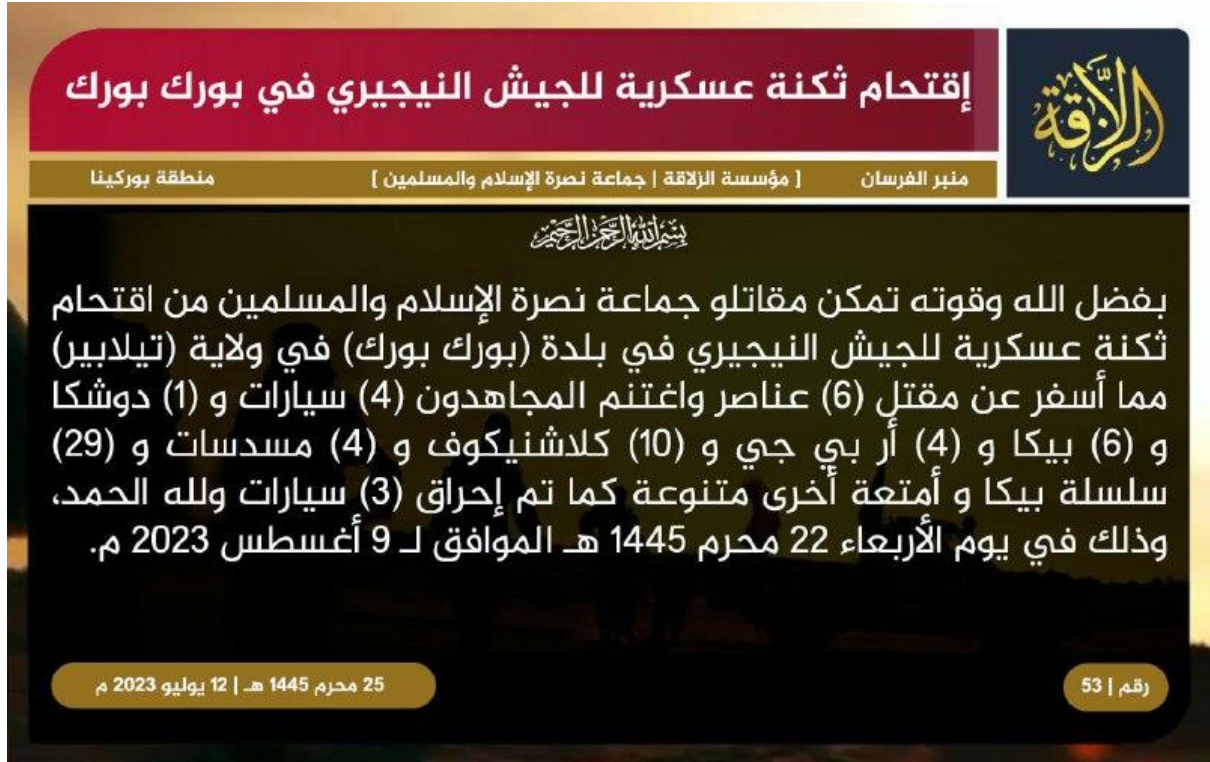 الزلاقة
إقتحام ثكنة عسكرية للجيش النيجيري في بورك بورك
منبر الفرسان [ مؤسسة الزلاقة | جماعة نصرة الإسلام والمسلمين ] منطقة بوركينا
بسم الله الرحمن الرحيم
بفضل الله وقوته تمكن مقاتلو جماعة نصرة الإسلام والمسلمين من اقتحام
ثكنة عسكرية للجيش النيجيري في بلدة (بورك بورك) في ولاية (تيلابير)
مما أسفر عن مقتل (6) عناصر واغتنم المجاهدون (4) سيارات و (1) دوشكا
و (6) بيكا و (4) أر بي جي و (10) كلاشنيكوف و (4) مسدسات و (29)
سلسلة بيكا و أمتعة أخرى متنوعة كما تم إحراق (3) سيارات ولله الحمد،
وذلك في يوم الأربعاء 22 محرم 1445 هـ الموافق لـ 9 أغسطس 2023 م.
رقم | 53
25 محرم 1445 هـ | 12 يوليو 2023 م